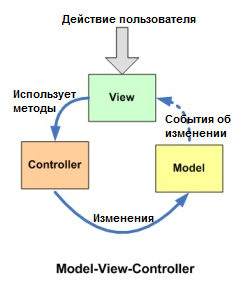 Действие пользователя
View
Использует
методы
События об
изменении
Controller
Model
Изменения
Model-View-Controller